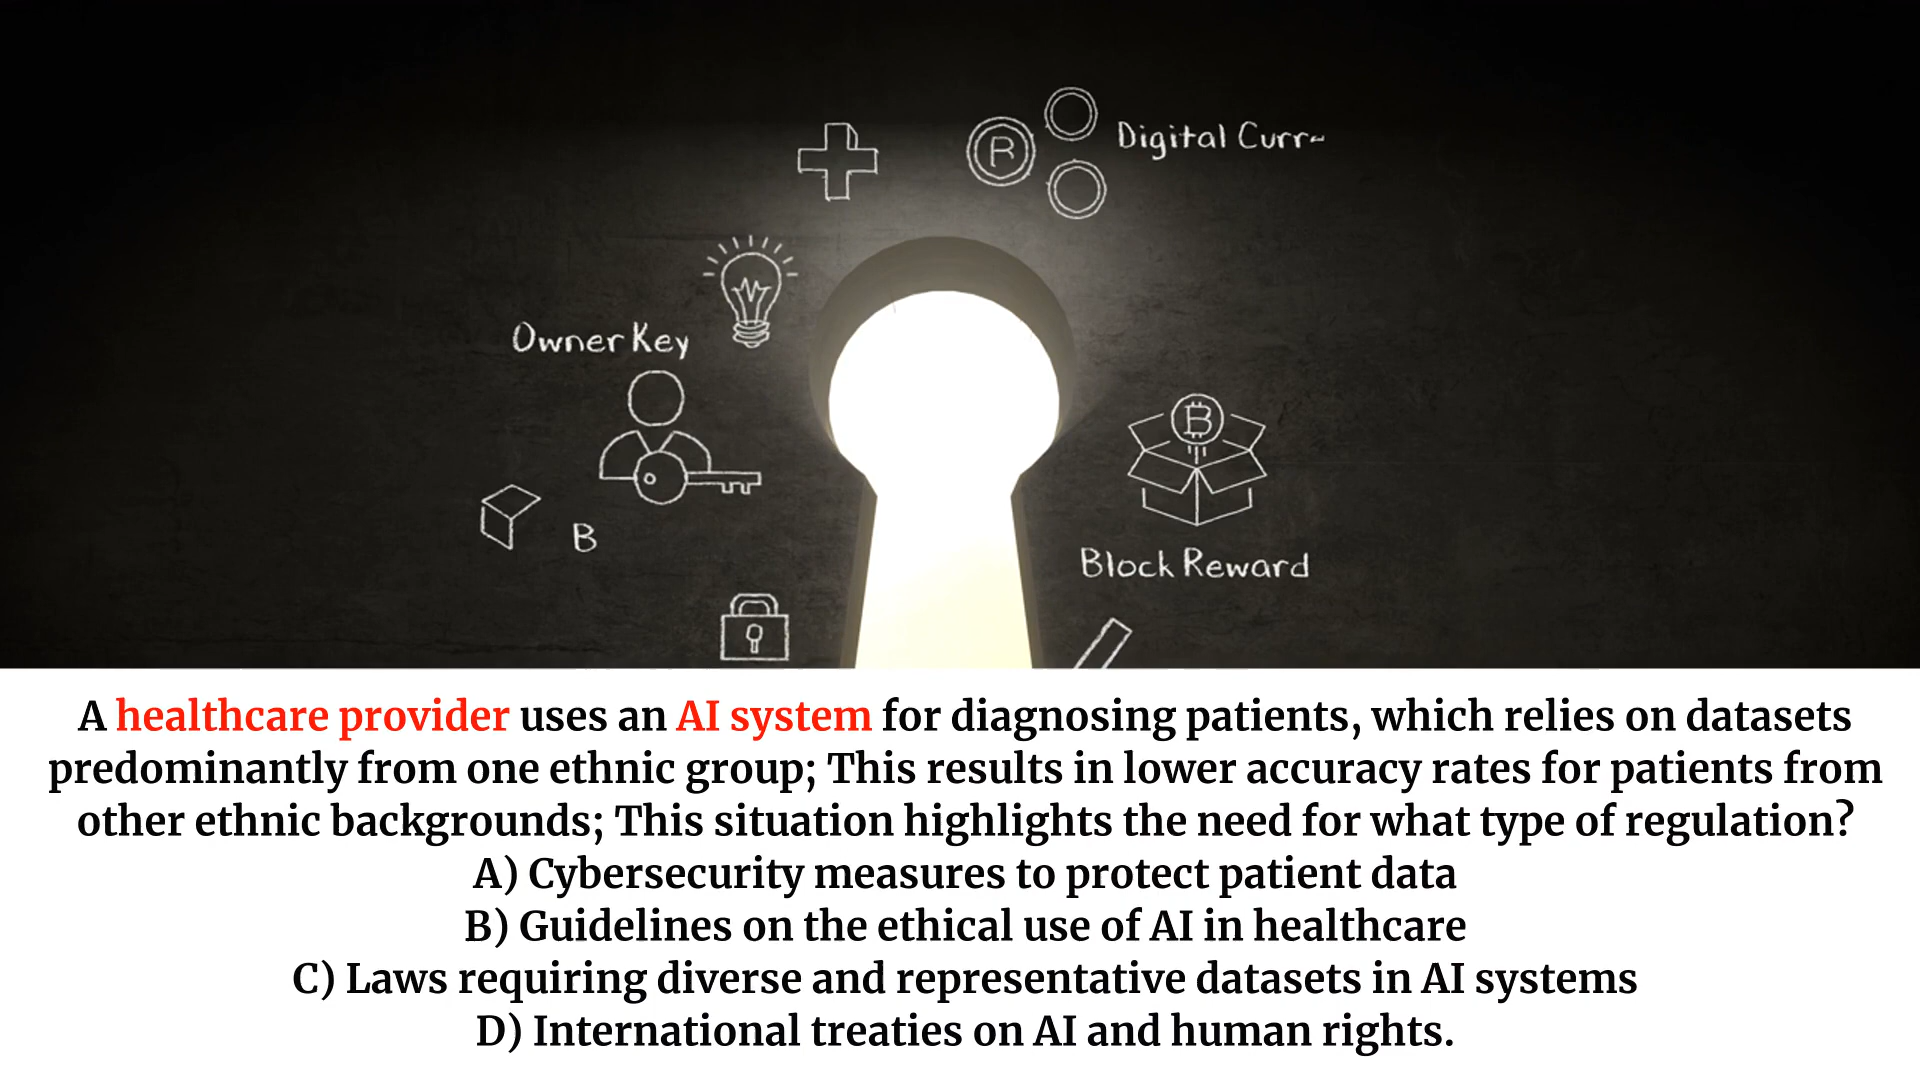 Digital Curr
Owner Key
B
Block Reward
A healthcare provider uses an AI system for diagnosing patients, which relies on datasets
predominantly from one ethnic group; This results in lower accuracy rates for patients from
other ethnic backgrounds; This situation highlights the need for what type of regulation?
A) Cybersecurity measures to protect patient data
B) Guidelines on the ethical use of AI in healthcare
C) Laws requiring diverse and representative datasets in AI systems
D) International treaties on AI and human rights.